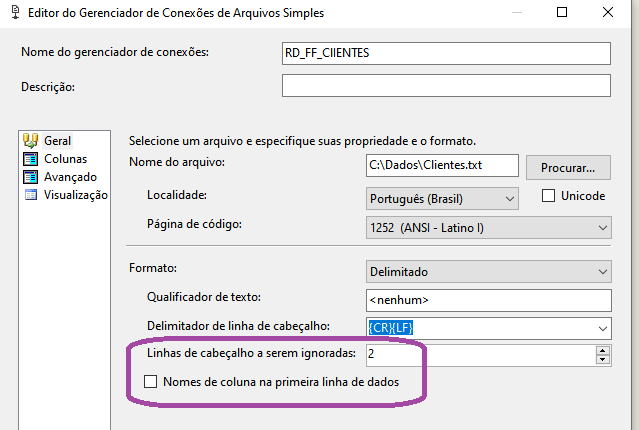 Editor do Gerenciador de Conexões de Arquivos Simples
Nome do gerenciador de conexões: RD_FF_ClIENTES
Descrição:
Geral
Colunas
Avançado
Visualização
Selecione um arquivo e especifique suas propriedade e o formato.
Nome do arquivo: C:\Dados\Clientes.txt Procurar...
Localidade: Português (Brasil) Unicode
Página de código: 1252 (ANSI - Latino I)
Formato: Delimitado
Qualificador de texto: <nenhum>
Delimitador de linha de cabeçalho: {CR}{LF}
Linhas de cabeçalho a serem ignoradas: 2
Nomes de coluna na primeira linha de dados